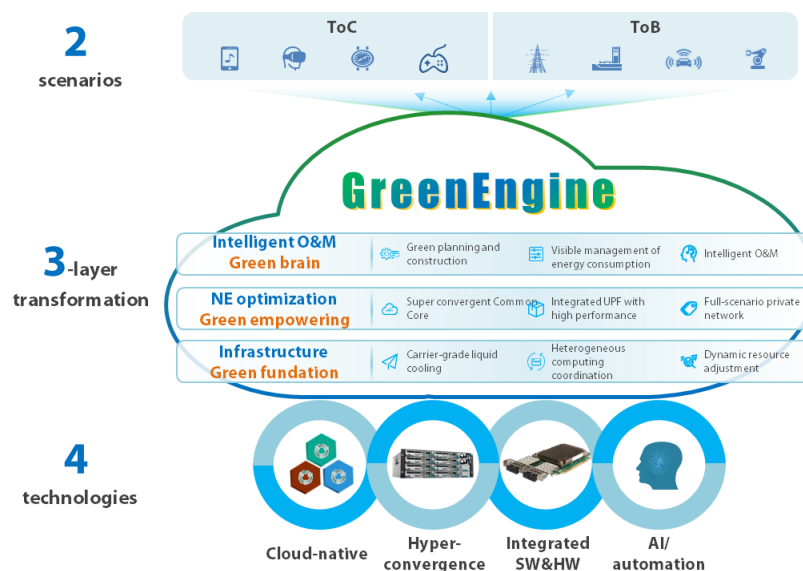 2
scenarios
ToC
ToB
GreenEngine
3-layer
transformation
Intelligent O&M
Green brain
Green planning and
construction
Visible management of
energy consumption
Intelligent O&M
NE optimization
Green empowering
Super convergent Common
Core
Integrated UPF with
high performance
Full-scenario private
network
Infrastructure
Green fundation
Carrier-grade liquid
cooling
Heterogeneous
computing
coordination
Dynamic resource
adjustment
4
technologies
Cloud-native
Hyper-
convergence
Integrated
SW&HW
AI/
automation